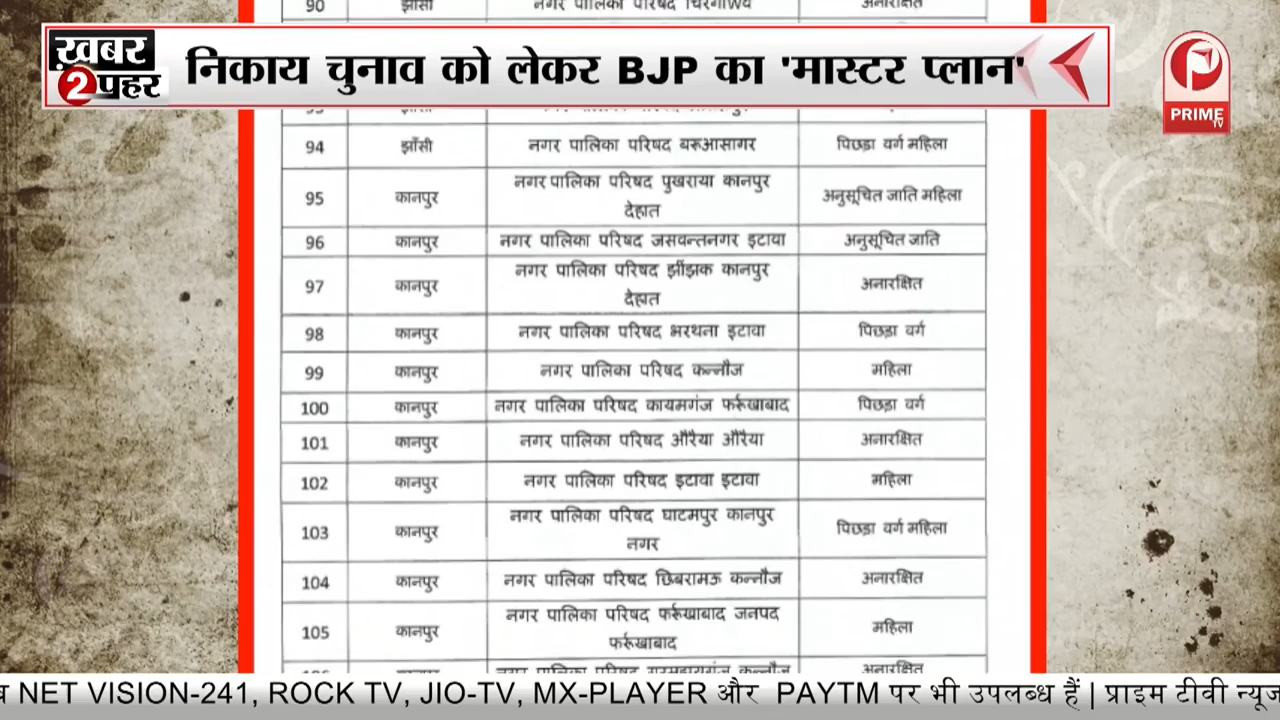 90 झाँसी नगर पालिका परिषद चिरगाँव अनारक्षित
ख़बर
2पहर
निकाय चुनाव को लेकर BJP का 'मास्टर प्लान'
PRIME
TV
94 झाँसी नगर पालिका परिषद बरूआसागर पिछड़ा वर्ग महिला
95 कानपुर नगर पालिका परिषद पुखराया कानपुर देहात अनुसूचित जाति महिला
96 कानपुर नगर पालिका परिषद जसवन्तनगर इटावा अनुसूचित जाति
97 कानपुर नगर पालिका परिषद झींझक कानपुर देहात अनारक्षित
98 कानपुर नगर पालिका परिषद भरथना इटावा पिछड़ा वर्ग
99 कानपुर नगर पालिका परिषद कन्नौज महिला
100 कानपुर नगर पालिका परिषद कायमगंज फर्रूखाबाद पिछड़ा वर्ग
101 कानपुर नगर पालिका परिषद औरैया औरैया अनारक्षित
102 कानपुर नगर पालिका परिषद इटावा इटावा महिला
103 कानपुर नगर पालिका परिषद घाटमपुर कानपुर नगर पिछड़ा वर्ग महिला
104 कानपुर नगर पालिका परिषद छिबरामऊ कन्नौज अनारक्षित
105 कानपुर नगर पालिका परिषद फर्रूखाबाद जनपद फर्रूखाबाद महिला
नगर पालिका परिषद गुरसहायगंज कन्नौज अनारक्षित
NET VISION-241, ROCK TV, JIO-TV, MX-PLAYER और PAYTM पर भी उपलब्ध हैं | प्राइम टीवी न्यूज